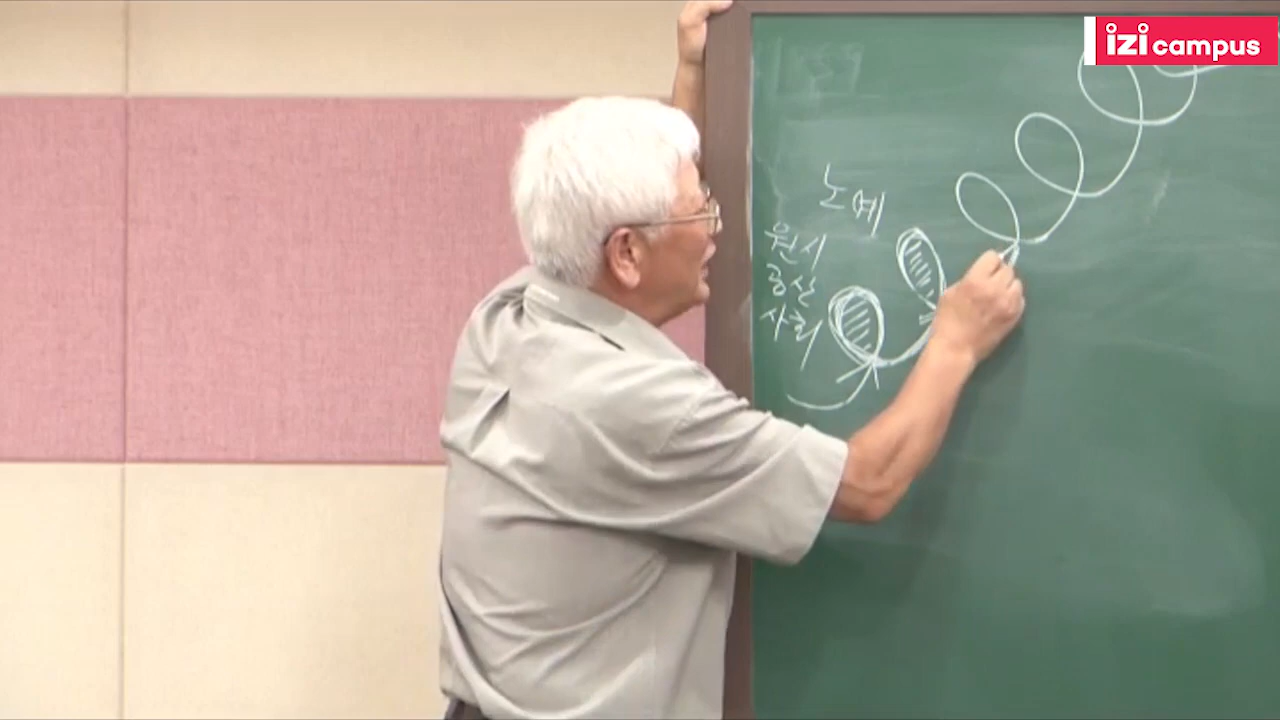 izi campus
노예
원시
공산
사회